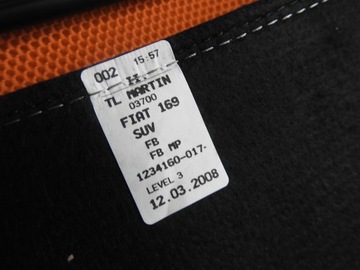 002 15:57
TL MARTIN
03700
FIAT 169
SUV
FB
FB MP
1234160-017-
LEVEL 3
12.03.2008